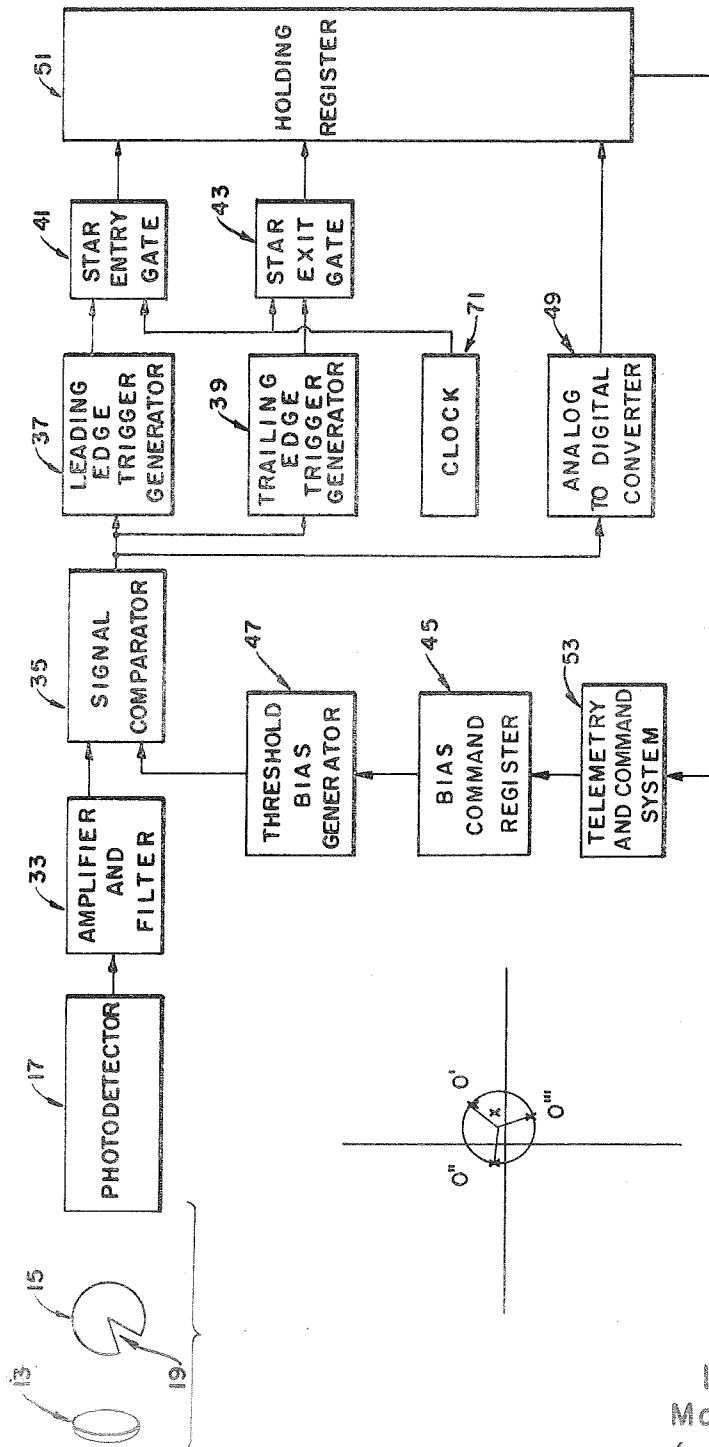 13
15
19
17
PHOTODETECTOR
33
AMPLIFIER
AND
FILTER
35
SIGNAL
COMPARATOR
37
LEADING
EDGE
TRIGGER
GENERATOR
41
STAR
ENTRY
GATE
51
HOLDING
REGISTER
39
TRAILING
EDGE
TRIGGER
GENERATOR
43
STAR
EXIT
GATE
71
CLOCK
49
ANALOG
TO DIGITAL
CONVERTER
47
THRESHOLD
BIAS
GENERATOR
45
BIAS
COMMAND
REGISTER
53
TELEMETRY
AND COMMAND
SYSTEM
O'
O"
O'''
x